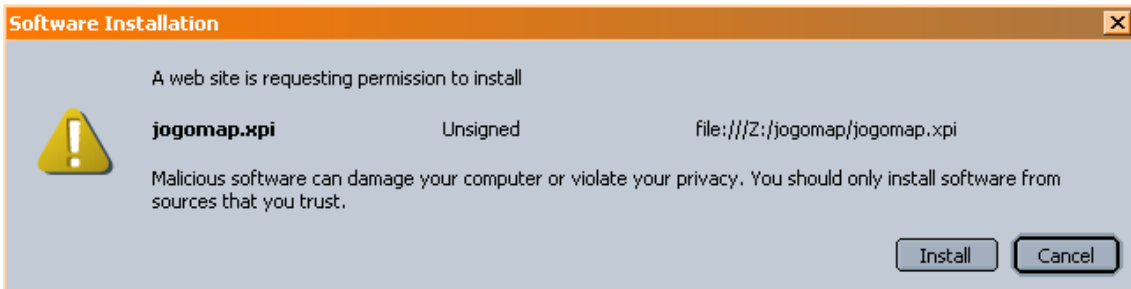 Software Installation
A web site is requesting permission to install
jogomap.xpi Unsigned file:///Z:/jogomap/jogomap.xpi
Malicious software can damage your computer or violate your privacy. You should only install software from
sources that you trust.
Install Cancel